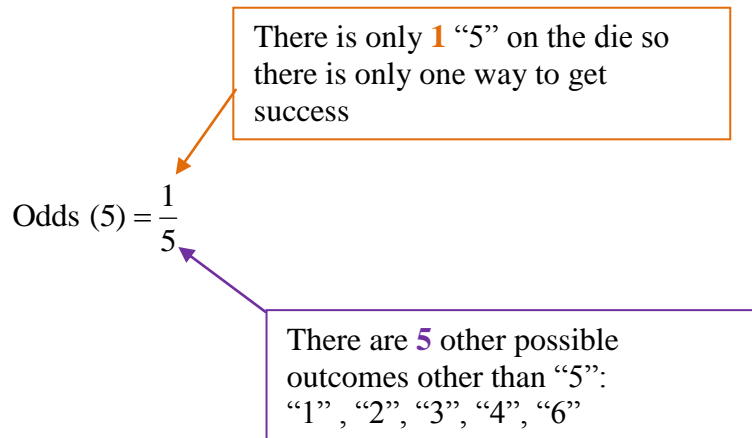 There is only 1 “5” on the die so
there is only one way to get
success
Odds (5) = 1/5
There are 5 other possible
outcomes other than “5”:
“1” , “2”, “3”, “4”, “6”